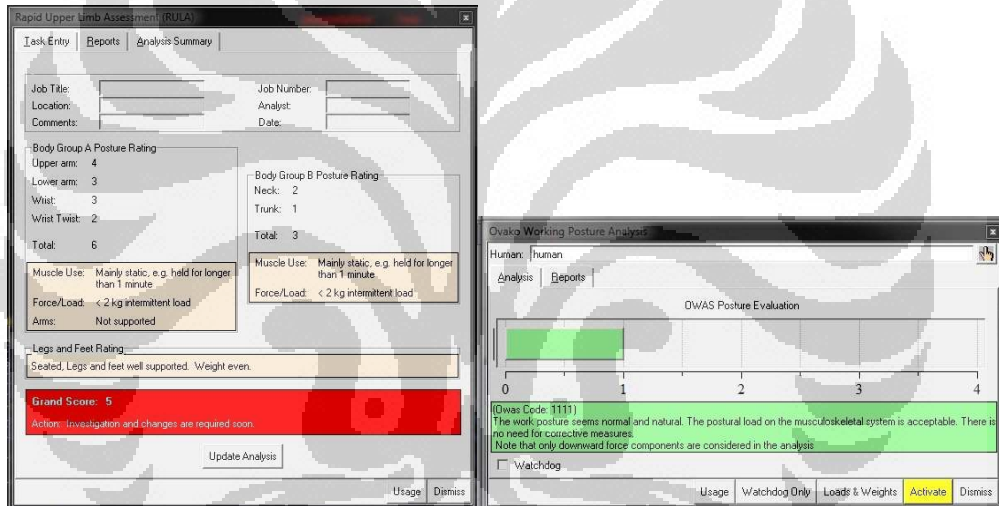 Rapid Upper Limb Assessment (RULA)
Task Entry Reports Analysis Summary
Job Title: Job Number:
Location: Analyst:
Comments: Date:
Body Group A Posture Rating
Upper arm: 4
Lower arm: 3
Wrist: 3
Wrist Twist: 2
Total: 6
Muscle Use: Mainly static, e.g. held for longer
than 1 minute
Force/Load: < 2 kg intermittent load
Arms: Not supported
Body Group B Posture Rating
Neck: 2
Trunk: 1
Total: 3
Muscle Use: Mainly static, e.g. held for longer
than 1 minute
Force/Load: < 2 kg intermittent load
Legs and Feet Rating
Seated, Legs and feet well supported. Weight even.
Grand Score: 5
Action: Investigation and changes are required soon.
Update Analysis
Usage Dismiss
Ovako Working Posture Analysis
Human: human
Analysis Reports
OWAS Posture Evaluation
0 1 2 3 4
(Owas Code: 1111)
The work posture seems normal and natural. The postural load on the musculoskeletal system is acceptable. There is
no need for corrective measures.
Note that only downward force components are considered in the analysis
Watchdog
Usage Watchdog Only Loads & Weights Activate Dismiss